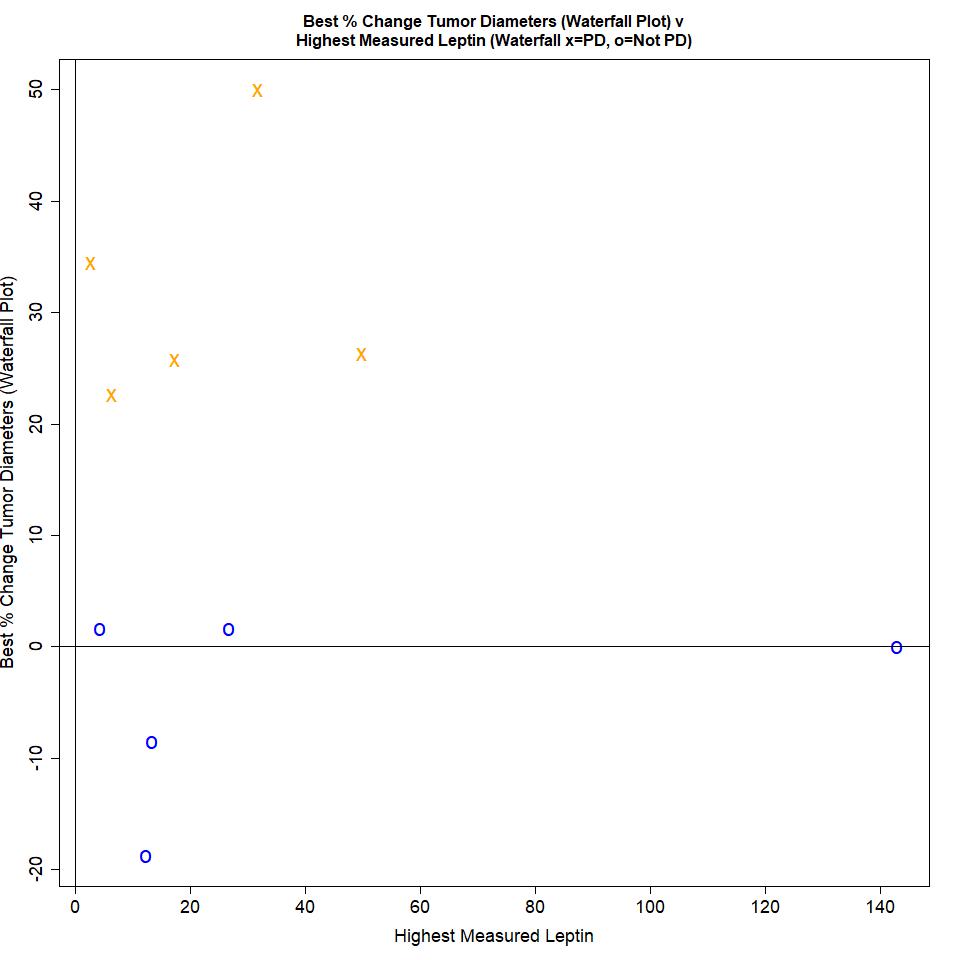 Best % Change Tumor Diameters (Waterfall Plot) v
Highest Measured Leptin (Waterfall x=PD, o=Not PD)
Best % Change Tumor Diameters (Waterfall Plot)
50
40
30
20
10
0
-10
-20
x
x
x
x
x
o
o
o
o
o
0 20 40 60 80 100 120 140
Highest Measured Leptin